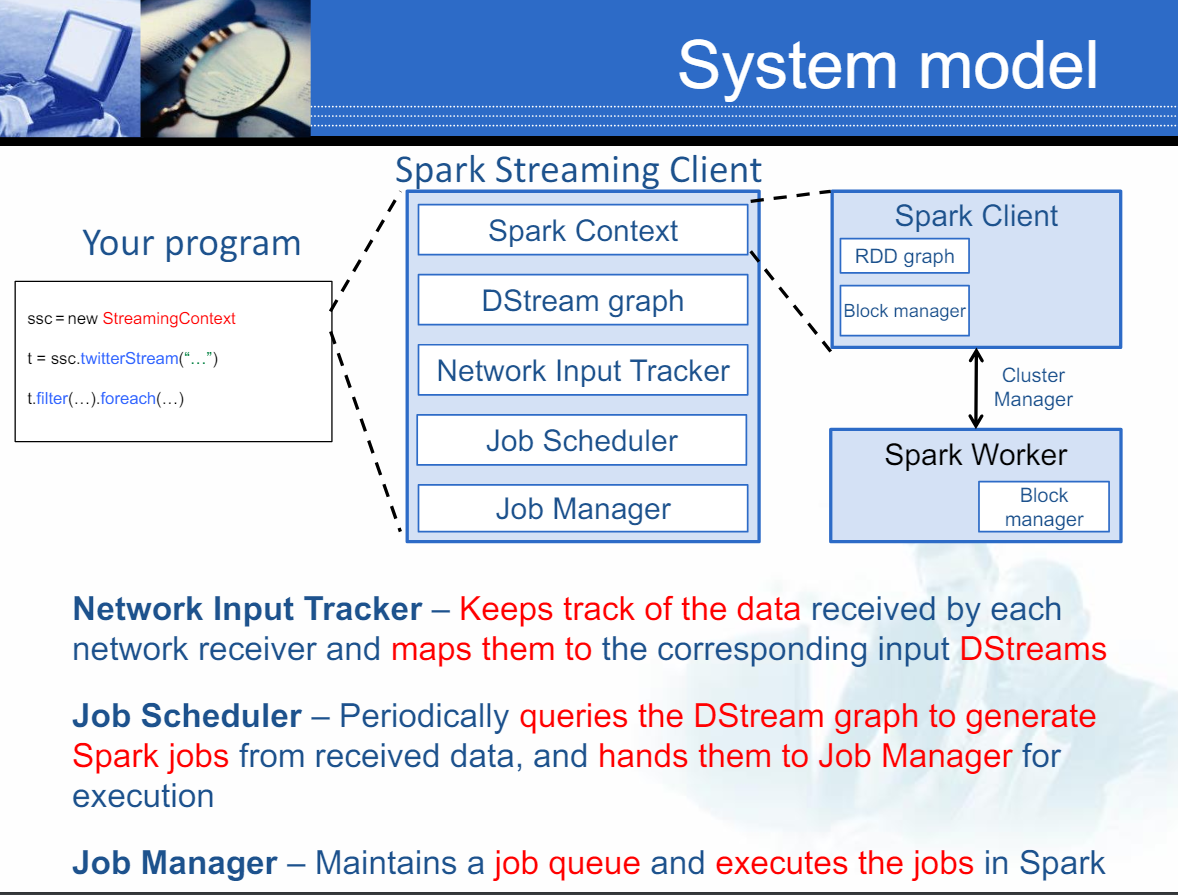 System model
Spark Streaming Client
Your program
ssc = new StreamingContext
t = ssc.twitterStream(“…”)
t.filter(…).foreach(…)
Spark Context
DStream graph
Network Input Tracker
Job Scheduler
Job Manager
Spark Client
RDD graph
Block manager
Cluster
Manager
Spark Worker
Block
manager
Network Input Tracker – Keeps track of the data received by each
network receiver and maps them to the corresponding input DStreams
Job Scheduler – Periodically queries the DStream graph to generate
Spark jobs from received data, and hands them to Job Manager for
execution
Job Manager – Maintains a job queue and executes the jobs in Spark